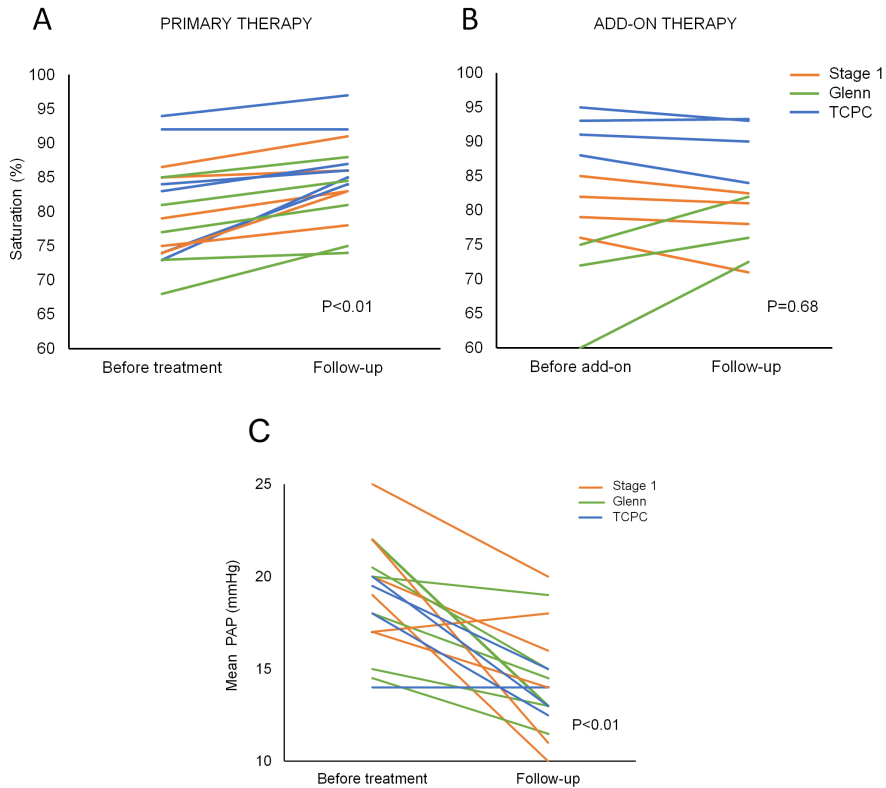 A
PRIMARY THERAPY
100
95
90
85
80
75
70
65
60
Saturation (%)
P<0.01
Before treatment
Follow-up
B
ADD-ON THERAPY
100
95
90
85
80
75
70
65
60
Stage 1
Glenn
TCPC
P=0.68
Before add-on
Follow-up
C
25
20
15
10
Mean PAP (mmHg)
Stage 1
Glenn
TCPC
P<0.01
Before treatment
Follow-up